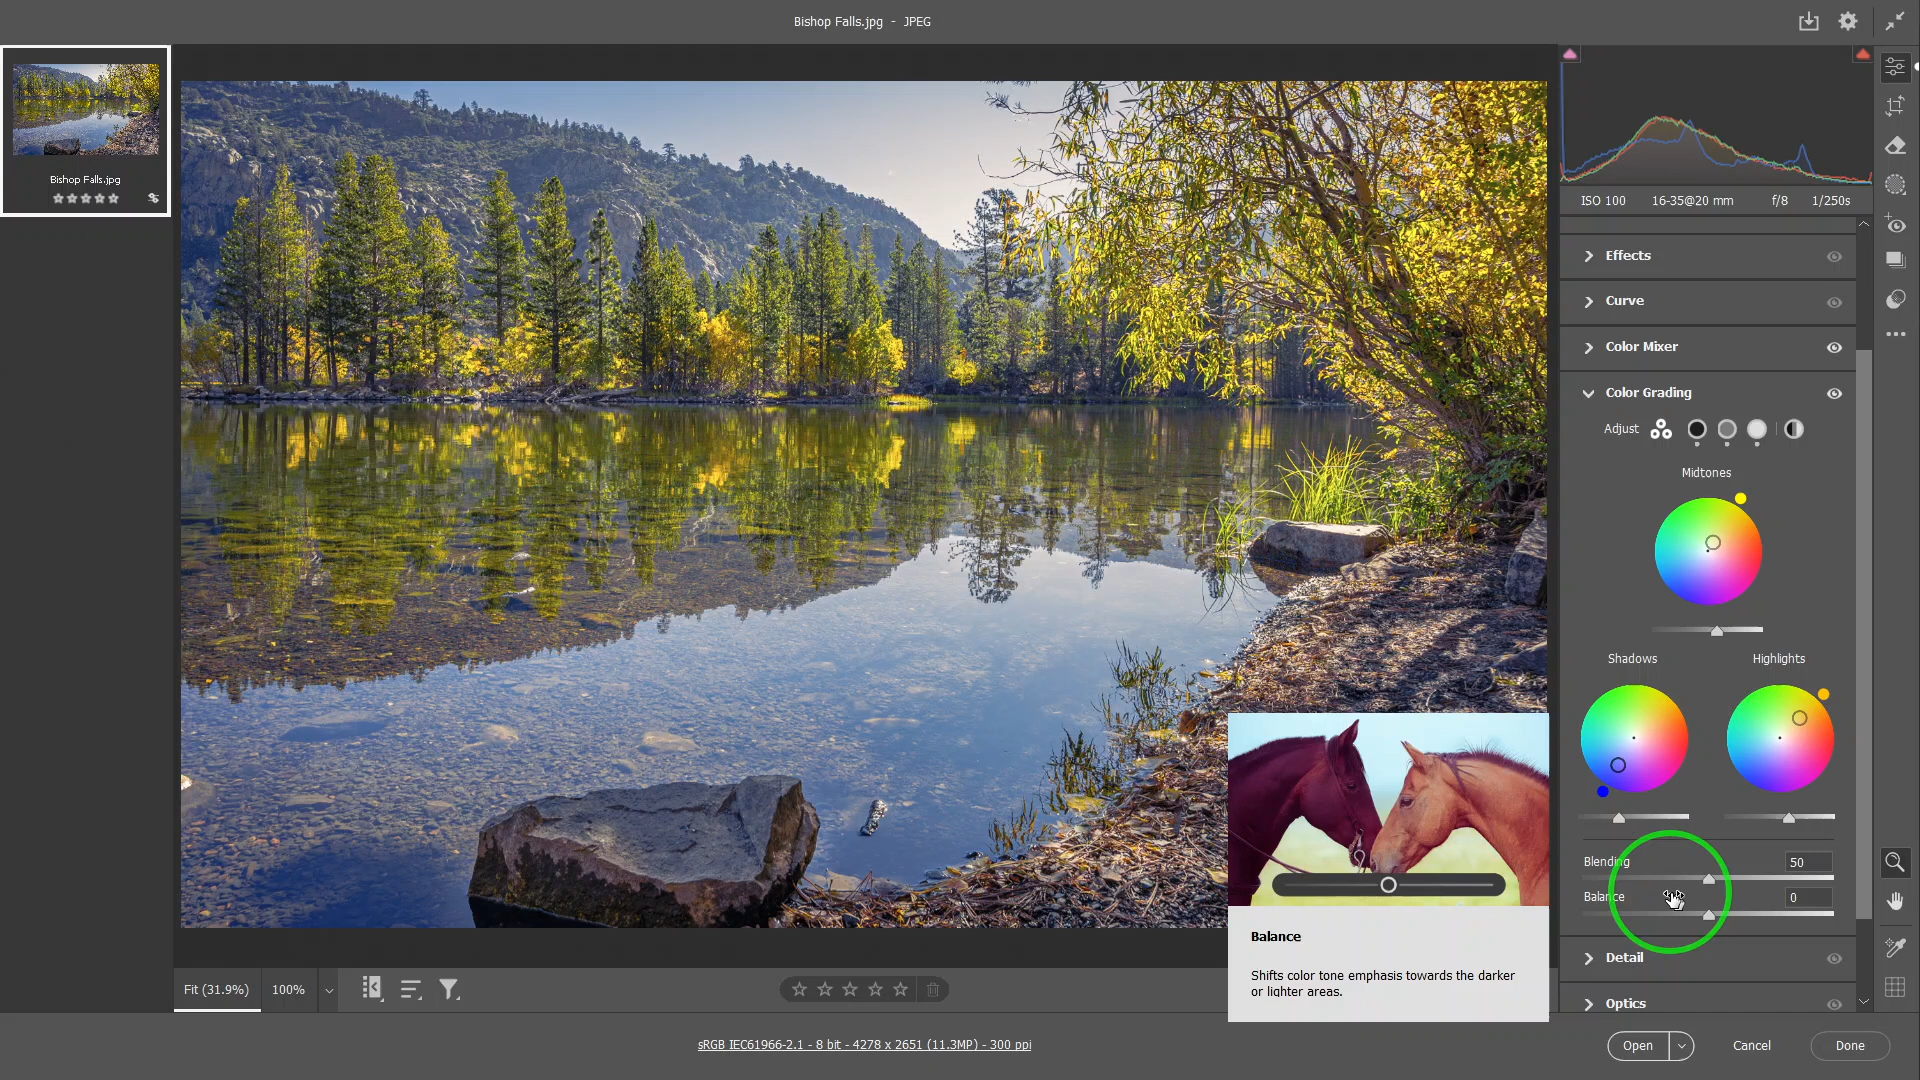 Bishop Falls.jpg - JPEG
Bishop Falls.jpg
ISO 100 16-35@20 mm f/8 1/250s
Effects
Curve
Color Mixer
Color Grading
Adjust
Midtones
Shadows Highlights
Blending 50
Balance 0
Balance
Shifts color tone emphasis towards the darker
or lighter areas.
Detail
Optics
Fit (31.9%) 100%
sRGB IEC61966-2.1 - 8 bit - 4278 x 2651 (11.3MP) - 300 ppi
Open Cancel Done